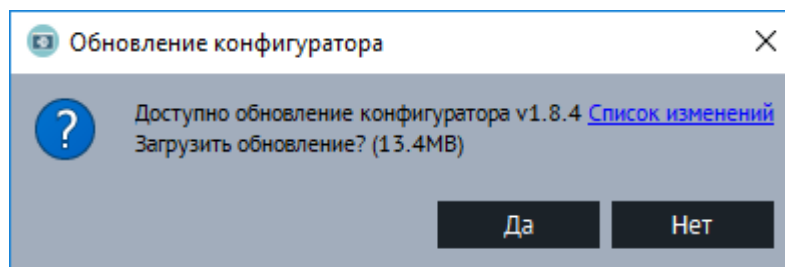 Обновление конфигуратора
Доступно обновление конфигуратора v1.8.4 Список изменений
Загрузить обновление? (13.4MB)
Да Нет